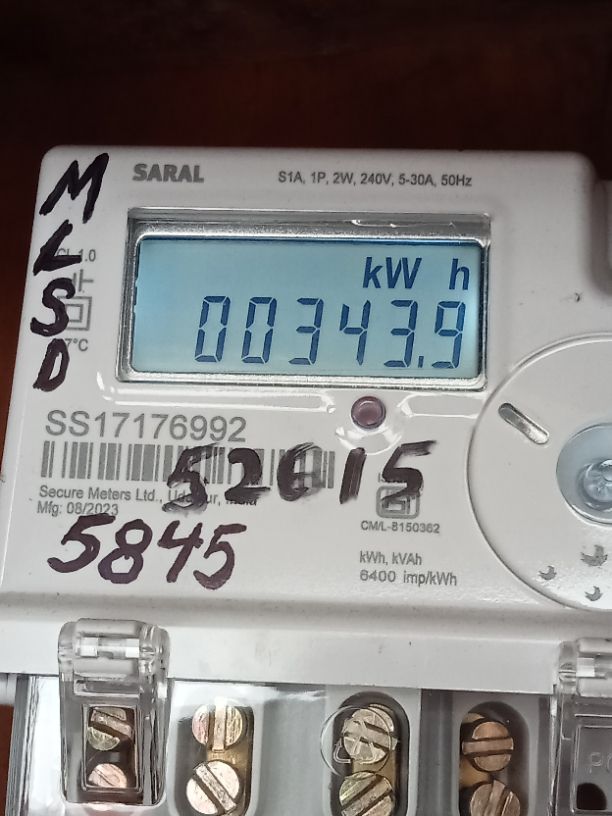 SARAL
S1A, 1P, 2W, 240V, 5-30A, 50Hz
MLSD
kW h
00343.9
SS17176992
Secure Meters Ltd.,
Mfg: 08/2023
5845
CM/L-8150362
kWh, kVAh
6400 imp/kWh